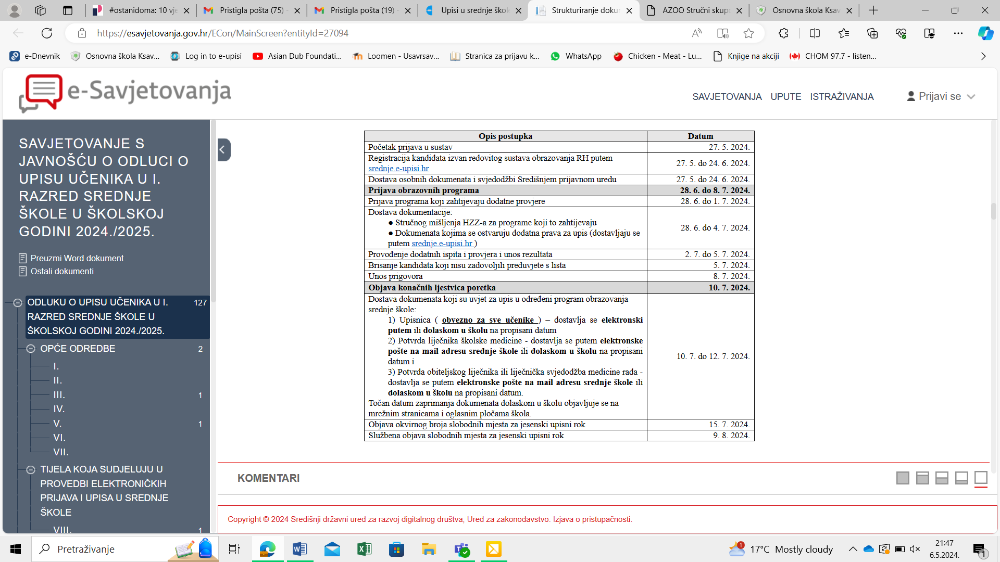 #ostanidoma: 10 vje
Pristigla pošta (75) -
Pristigla pošta (19) -
Upisi u srednje škole
Strukturiranje doku
AZOO Stručni skup
Osnovna škola Ksav
https://esavjetovanja.gov.hr/ECon/MainScreen?entityId=27094
e-Dnevnik
Osnovna škola Ksav...
Log in to e-upisi
Asian Dub Foundati...
Loomen - Usavrsav...
Stranica za prijavu k...
WhatsApp
Chicken - Meat - Lu...
Knjige na akciji
CHOM 97.7 - listen...
e-Savjetovanja
SAVJETOVANJA UPUTE ISTRAŽIVANJA
Prijavi se
SAVJETOVANJE S
JAVNOŠĆU O ODLUCI O
UPISU UČENIKA U I.
RAZRED SREDNJE
ŠKOLE U ŠKOLSKOJ
GODINI 2024./2025.
Preuzmi Word dokument
Ostali dokumenti
ODLUKU O UPISU UČENIKA U I. 127
RAZRED SREDNJE ŠKOLE U
ŠKOLSKOJ GODINI 2024./2025.
OPĆE ODREDBE 2
I.
II.
III. 1
IV.
V. 1
VI.
VII.
TIJELA KOJA SUDJELUJU U
PROVEDBI ELEKTRONIČKIH
PRIJAVA I UPISA U SREDNJE
ŠKOLE
VIII. 1
Opis postupka Datum
Početak prijava u sustav 27. 5. 2024.
Registracija kandidata izvan redovitog sustava obrazovanja RH putem
srednje.e-upisi.hr 27. 5. do 24. 6. 2024.
Dostava osobnih dokumenata i svjedodžbi Središnjem prijavnom uredu 27. 5. do 24. 6. 2024.
Prijava obrazovnih programa 28. 6. do 8. 7. 2024.
Prijava programa koji zahtijevaju dodatne provjere 28. 6. do 1. 7. 2024.
Dostava dokumentacije:
● Stručnog mišljenja HZZ-a za programe koji to zahtijevaju
28. 6. do 4. 7. 2024.
● Dokumenata kojima se ostvaruju dodatna prava za upis (dostavljaju se
putem srednje.e-upisi.hr )
Provođenje dodatnih ispita i provjera i unos rezultata 2. 7. do 5. 7. 2024.
Brisanje kandidata koji nisu zadovoljili preduvjete s lista 5. 7. 2024.
Unos prigovora 8. 7. 2024.
Objava konačnih ljestvica poretka 10. 7. 2024.
Dostava dokumenata koji su uvjet za upis u određeni program obrazovanja
srednje škole:
1) Upisnica ( obvezno za sve učenike ) – dostavlja se elektronski
putem ili dolaskom u školu na propisani datum
2) Potvrda liječnika školske medicine - dostavlja se putem elektronske
pošte na mail adresu srednje škole ili dolaskom u školu na propisani
10. 7. do 12. 7. 2024.
datum i
3) Potvrda obiteljskog liječnika ili liječnička svjedodžba medicine rada -
dostavlja se putem elektronske pošte na mail adresu srednje škole ili
dolaskom u školu na propisani datum.
Točan datum zaprimanja dokumenata dolaskom u školu objavljuje se na
mrežnim stranicama i oglasnim pločama škola.
Objava okvirnog broja slobodnih mjesta za jesenski upisni rok 15. 7. 2024.
Službena objava slobodnih mjesta za jesenski upisni rok 9. 8. 2024.
KOMENTARI
Copyright © 2024 Središnji državni ured za razvoj digitalnog društva, Ured za zakonodavstvo. Izjava o pristupačnosti.
Pretraživanje
1
17°C Mostly cloudy
21:47
6.5.2024.
1